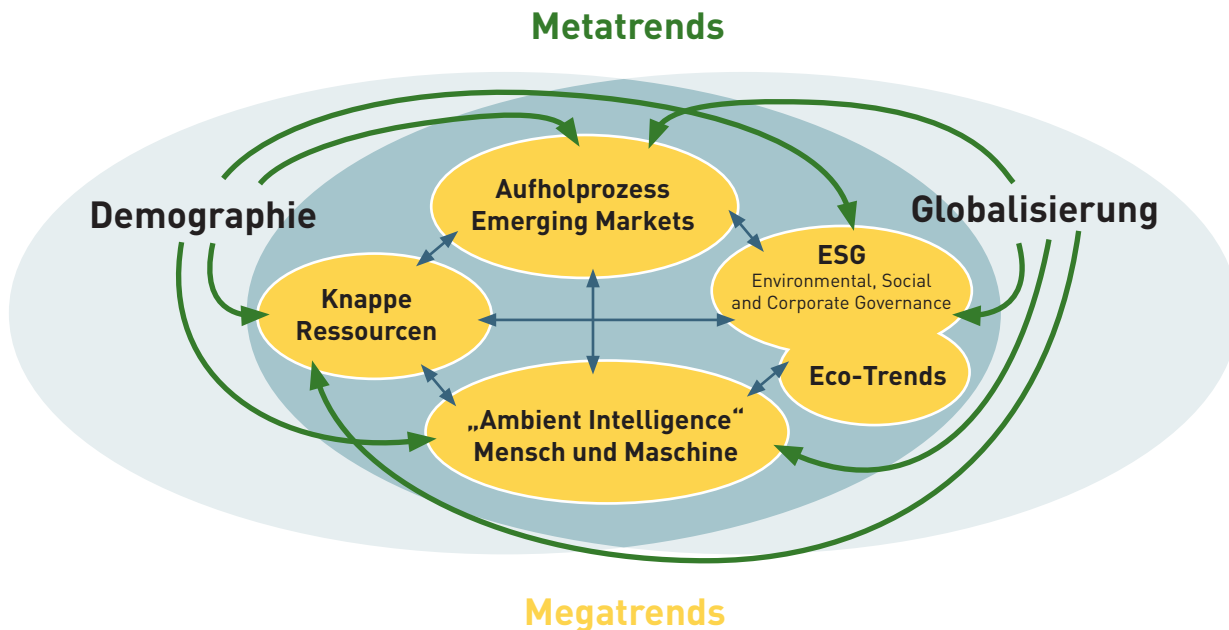 Metatrends
Aufholprozess
Emerging Markets
Demographie
Globalisierung
ESG
Environmental, Social
and Corporate Governance
Knappe
Ressourcen
Eco-Trends
„Ambient Intelligence“
Mensch und Maschine
Megatrends